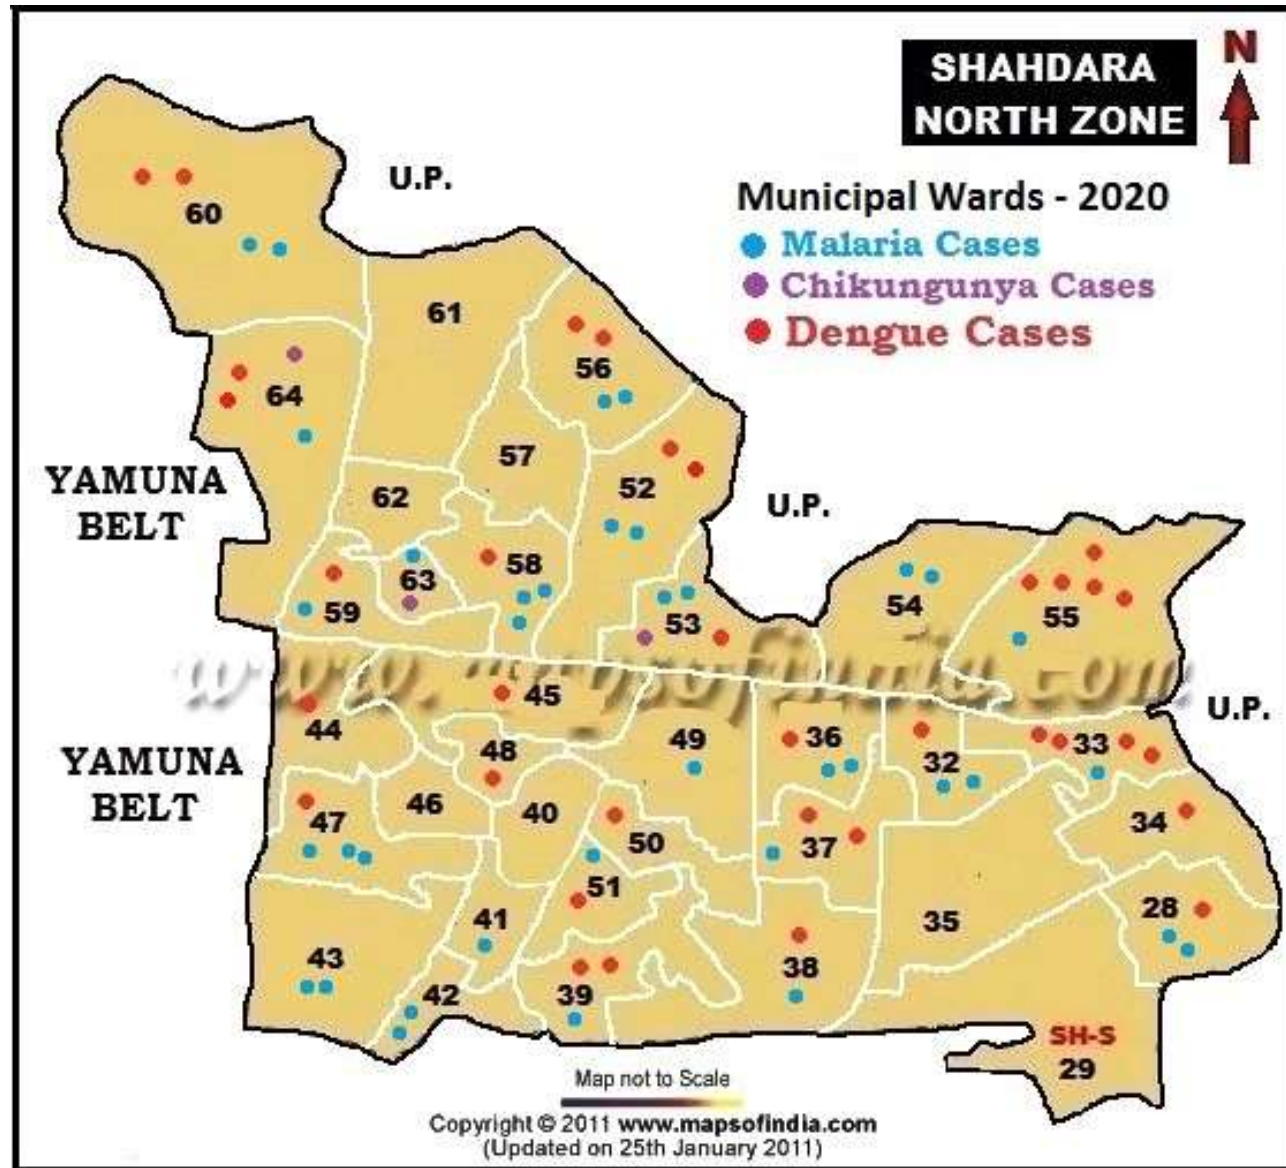 SHAHDARA
NORTH ZONE
N
U.P.
Municipal Wards - 2020
Malaria Cases
Chikungunya Cases
Dengue Cases
60
61
56
64
57
YAMUNA
BELT
62
52
U.P.
63
58
59
53
54
55
www.mapsofindia.com
U.P.
44
45
YAMUNA
BELT
48
49
36
32
33
46
40
47
50
37
34
51
41
35
28
43
42
39
38
SH-S
29
Map not to Scale
Copyright © 2011 www.mapsofindia.com
(Updated on 25th January 2011)